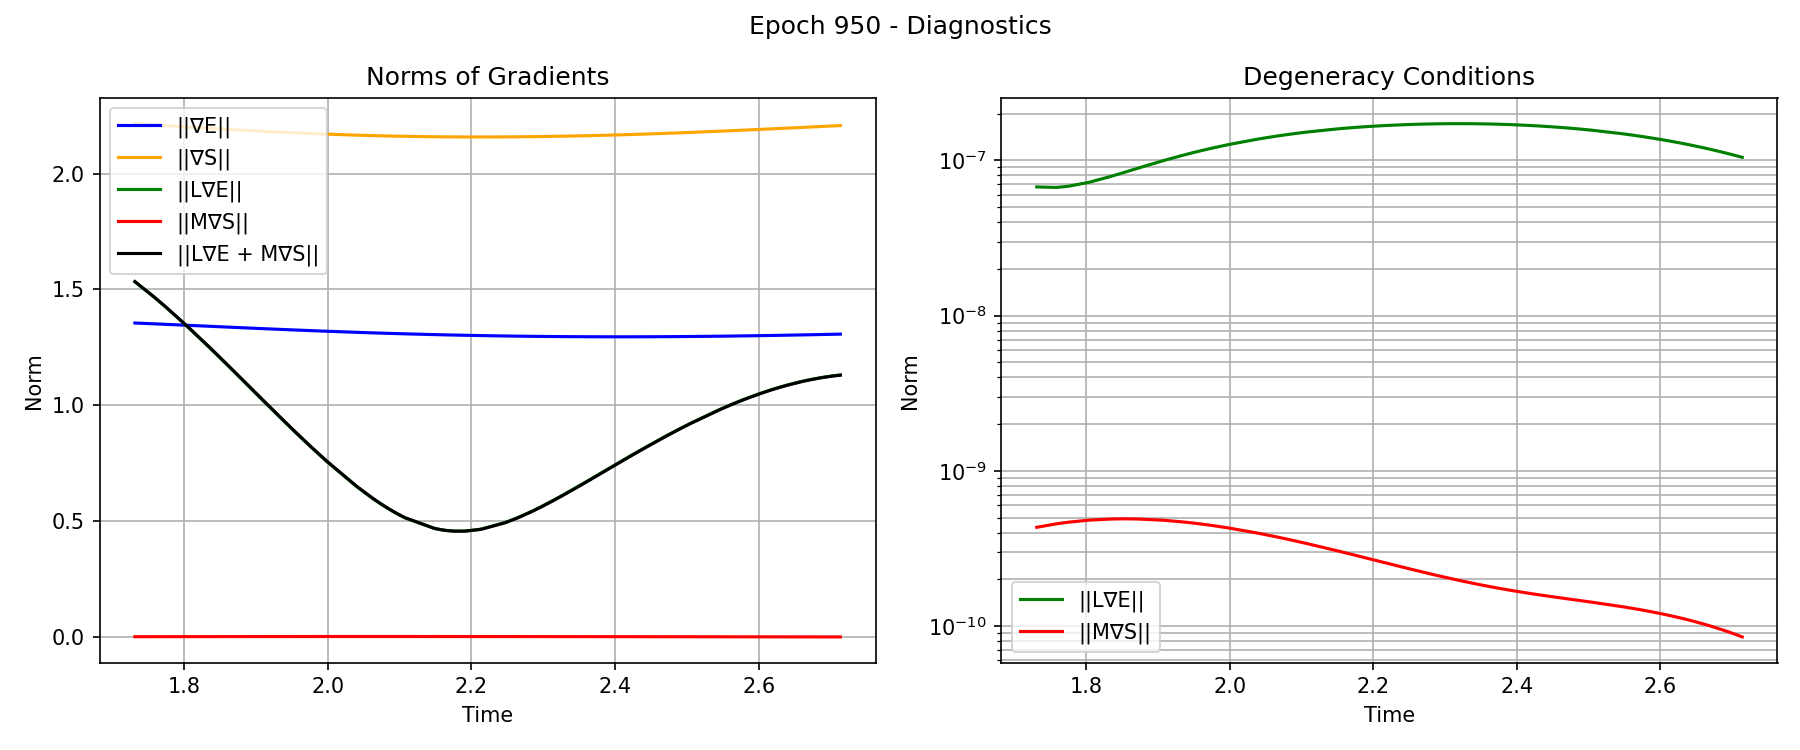 Epoch 950 - Diagnostics
Norms of Gradients
||∇E||
||∇S||
||L∇E||
||M∇S||
||L∇E + M∇S||
2.0
1.5
1.0
0.5
0.0
Norm
1.8 2.0 2.2 2.4 2.6
Time
Degeneracy Conditions
10⁻⁷
10⁻⁸
10⁻⁹
10⁻¹⁰
Norm
||L∇E||
||M∇S||
1.8 2.0 2.2 2.4 2.6
Time